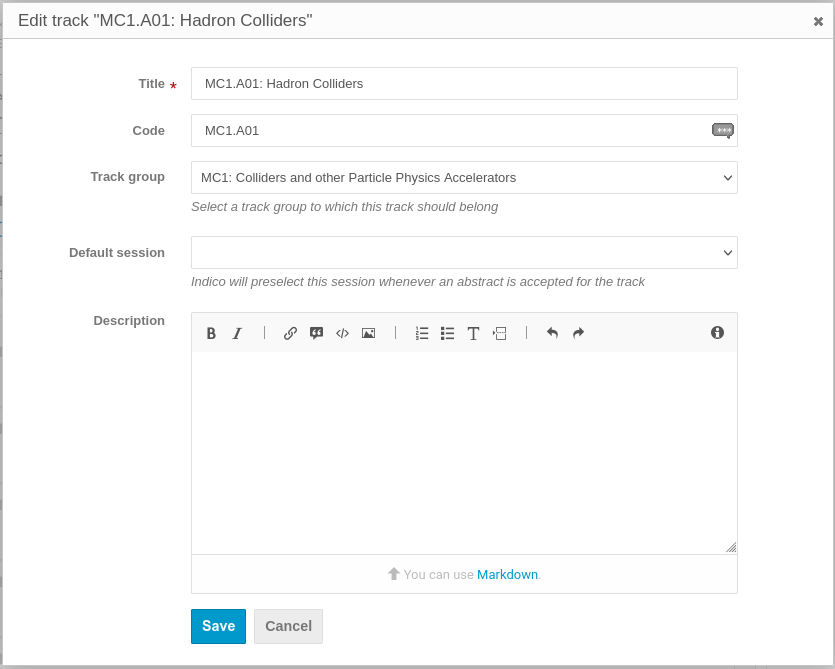 Edit track "MC1.A01: Hadron Colliders"
Title *
MC1.A01: Hadron Colliders
Code
MC1.A01
Track group
MC1: Colliders and other Particle Physics Accelerators
Select a track group to which this track should belong
Default session
Indico will preselect this session whenever an abstract is accepted for the track
Description
You can use Markdown.
Save
Cancel